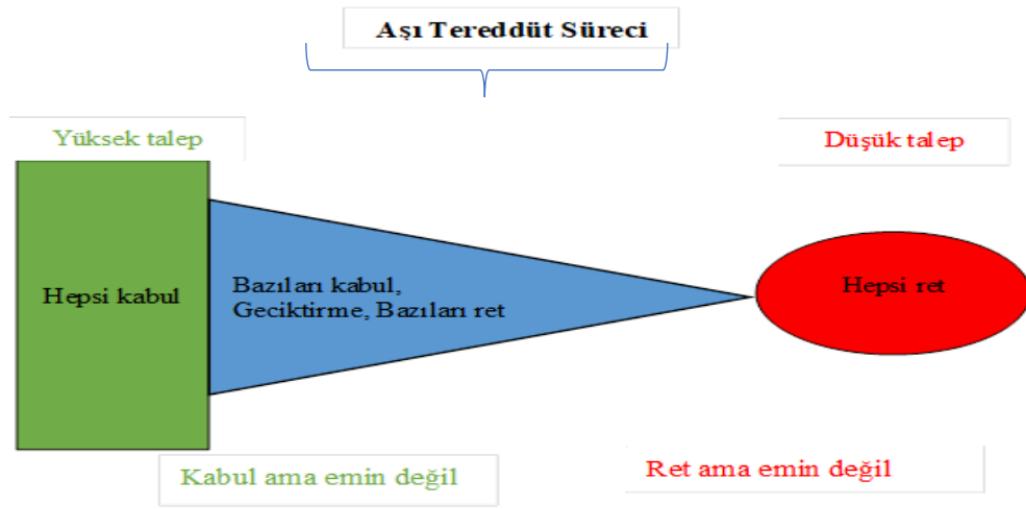 Aşı Tereddüt Süreci
Yüksek talep
Düşük talep
Hepsi kabul
Bazıları kabul,
Geciktirme, Bazıları ret
Hepsi ret
Kabul ama emin değil
Ret ama emin değil